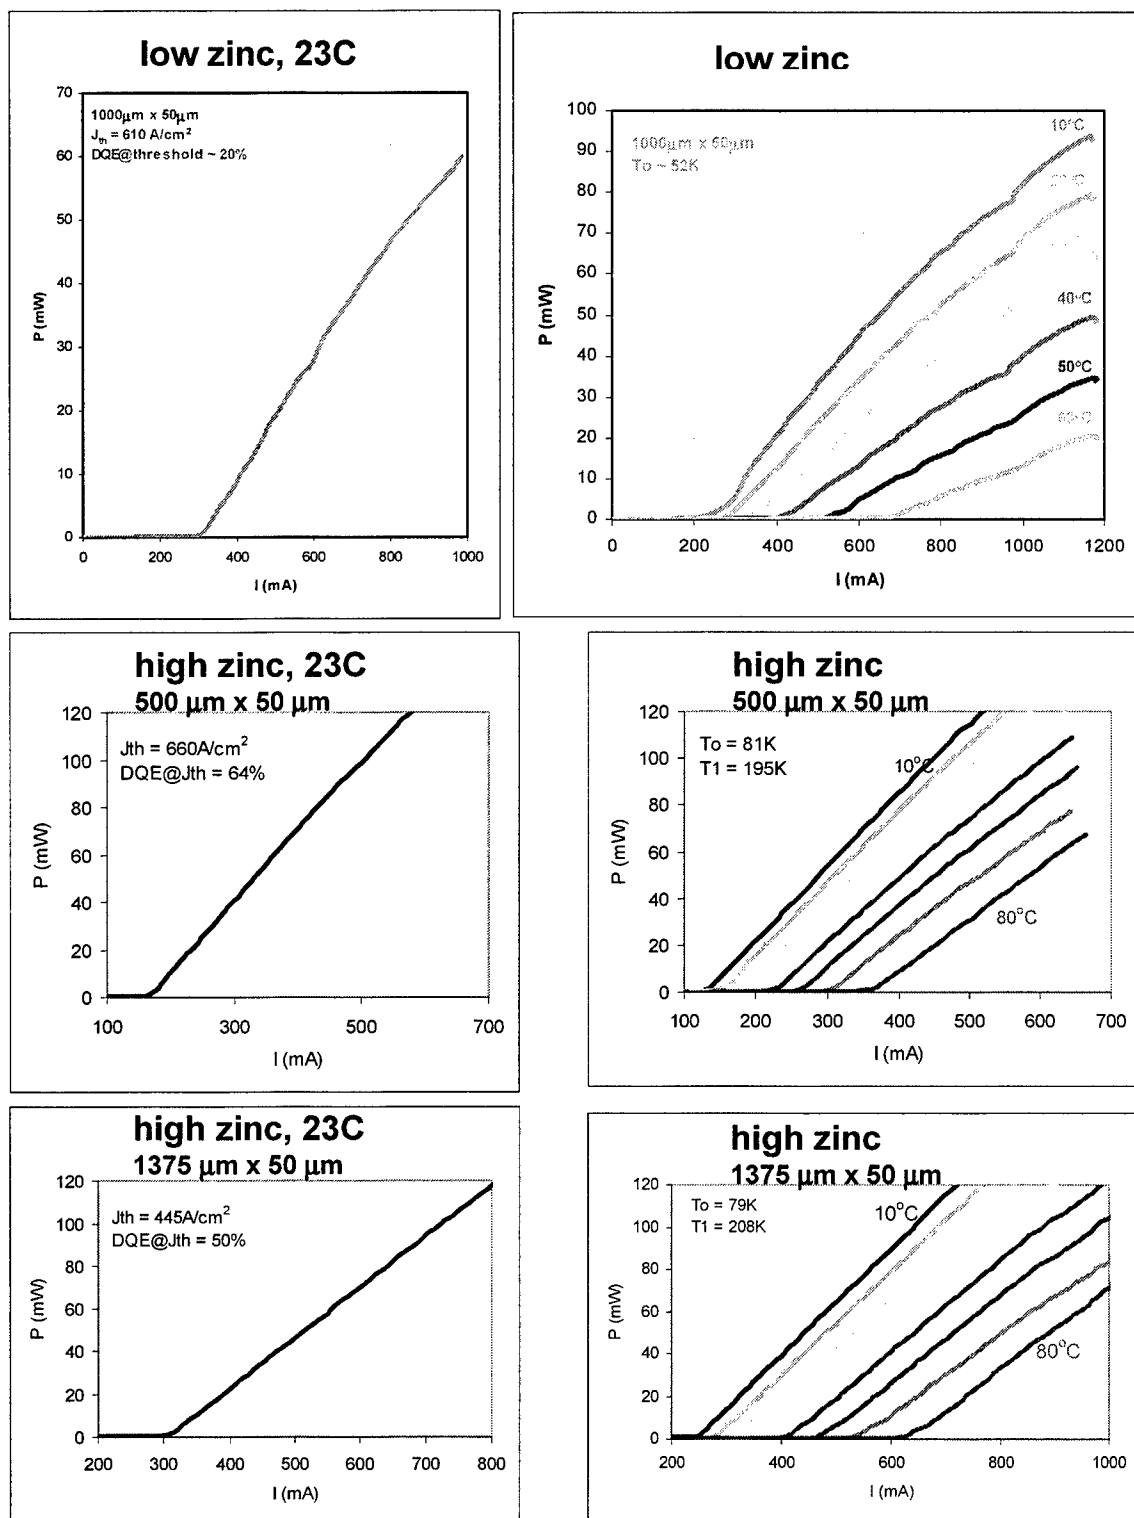 low zinc, 23C
70
60
50
40
30
20
10
0
P (mW)
1000µm x 50µm
Jth = 610 A/cm2
DQE@threshold ~ 20%
0 200 400 600 800 1000
I (mA)
low zinc
100
90
80
70
60
50
40
30
20
10
0
P (mW)
1000µm x 50µm
To ~ 52K
10°C
40°C
50°C
60°C
0 200 400 600 800 1000 1200
I (mA)
high zinc, 23C
500 µm x 50 µm
120
100
80
60
40
20
0
P (mW)
Jth = 660A/cm2
DQE@Jth = 64%
100 300 500 700
I (mA)
high zinc
500 µm x 50 µm
120
100
80
60
40
20
0
P (mW)
To = 81K
T1 = 195K
10°C
80°C
100 200 300 400 500 600 700
I (mA)
high zinc, 23C
1375 µm x 50 µm
120
100
80
60
40
20
0
P (mW)
Jth = 445A/cm2
DQE@Jth = 50%
200 300 400 500 600 700 800
I (mA)
high zinc
1375 µm x 50 µm
120
100
80
60
40
20
0
P (mW)
To = 79K
T1 = 208K
10°C
80°C
200 400 600 800 1000
I (mA)